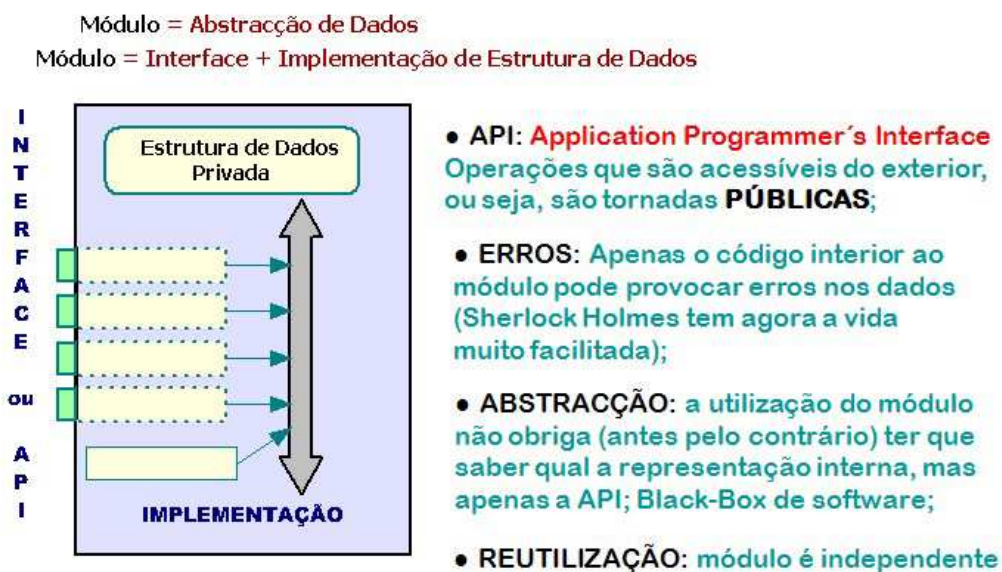 Módulo = Abstracção de Dados
Módulo = Interface + Implementação de Estrutura de Dados
INTERFACE ou API
Estrutura de Dados
Privada
IMPLEMENTAÇÃO
● API: Application Programmer´s Interface
Operações que são acessíveis do exterior,
ou seja, são tornadas PÚBLICAS;
● ERROS: Apenas o código interior ao
módulo pode provocar erros nos dados
(Sherlock Holmes tem agora a vida
muito facilitada);
● ABSTRACÇÃO: a utilização do módulo
não obriga (antes pelo contrário) ter que
saber qual a representação interna, mas
apenas a API; Black-Box de software;
● REUTILIZAÇÃO: módulo é independente